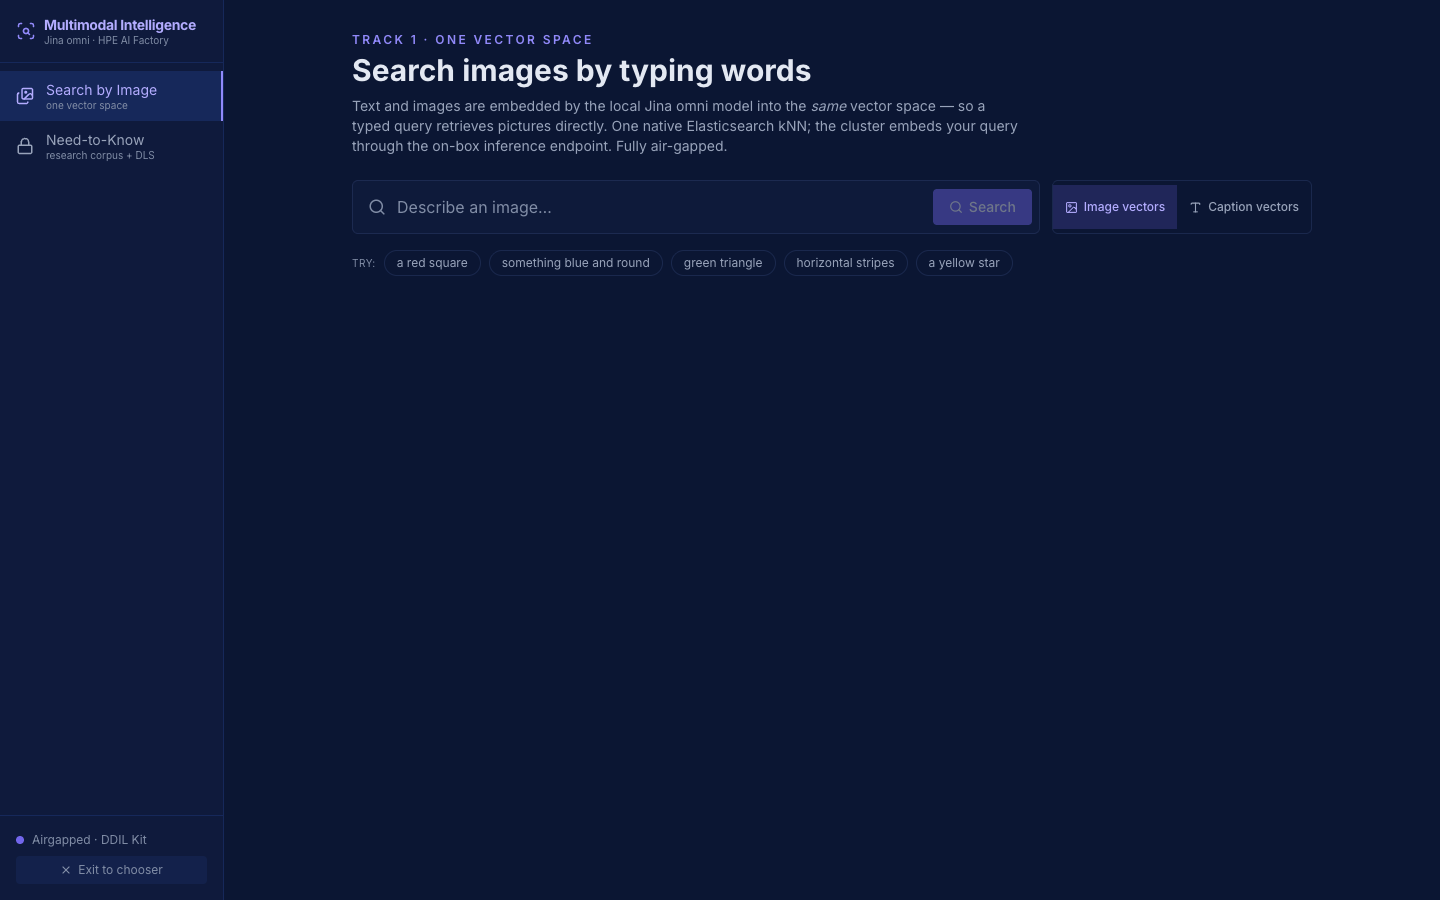 Multimodal Intelligence
Jina omni · HPE AI Factory
Search by Image
one vector space
Need-to-Know
research corpus + DLS
Airgapped · DDIL Kit
Exit to chooser
TRACK 1 · ONE VECTOR SPACE
Search images by typing words
Text and images are embedded by the local Jina omni model into the same vector space — so a
typed query retrieves pictures directly. One native Elasticsearch kNN; the cluster embeds your query
through the on-box inference endpoint. Fully air-gapped.
Describe an image...
Search
Image vectors
Caption vectors
TRY:
a red square
something blue and round
green triangle
horizontal stripes
a yellow star